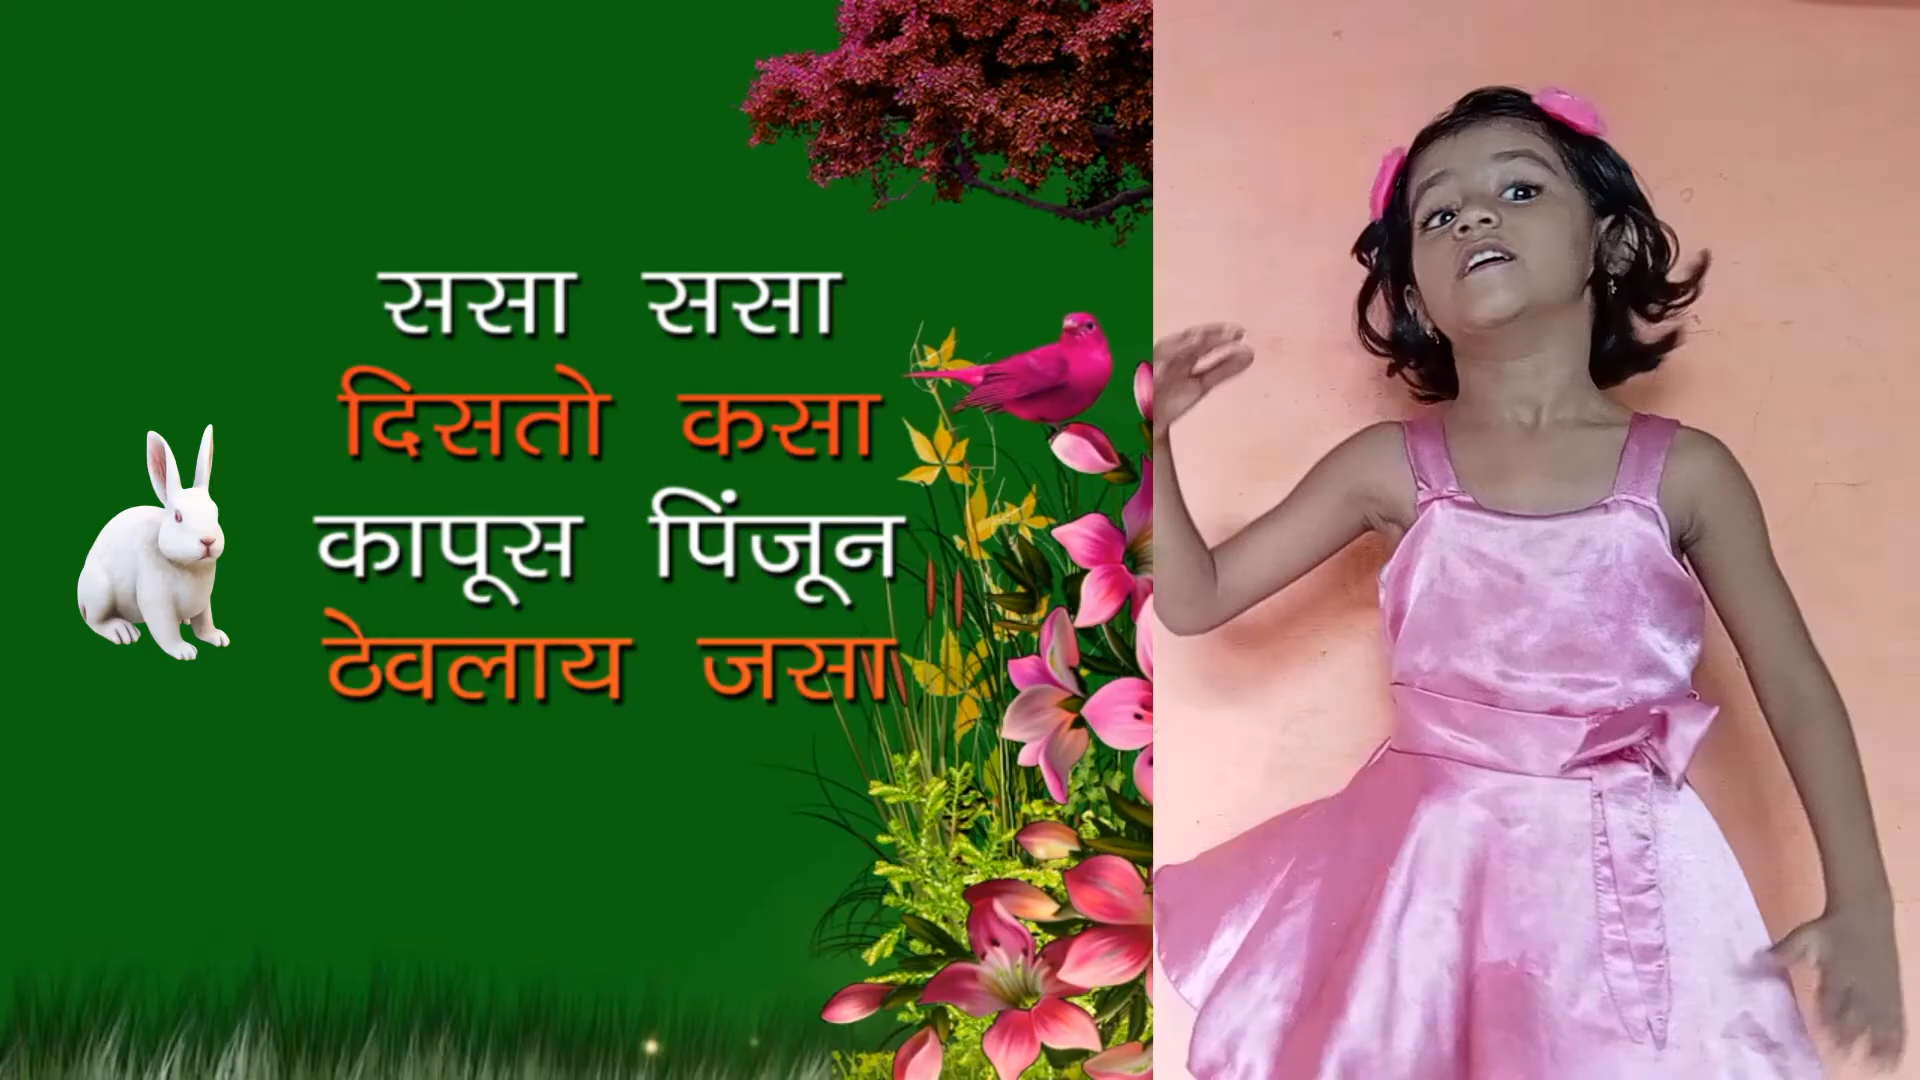 ससा ससा
दिसतो कसा
कापूस पिंजून
ठेवलाय जसा